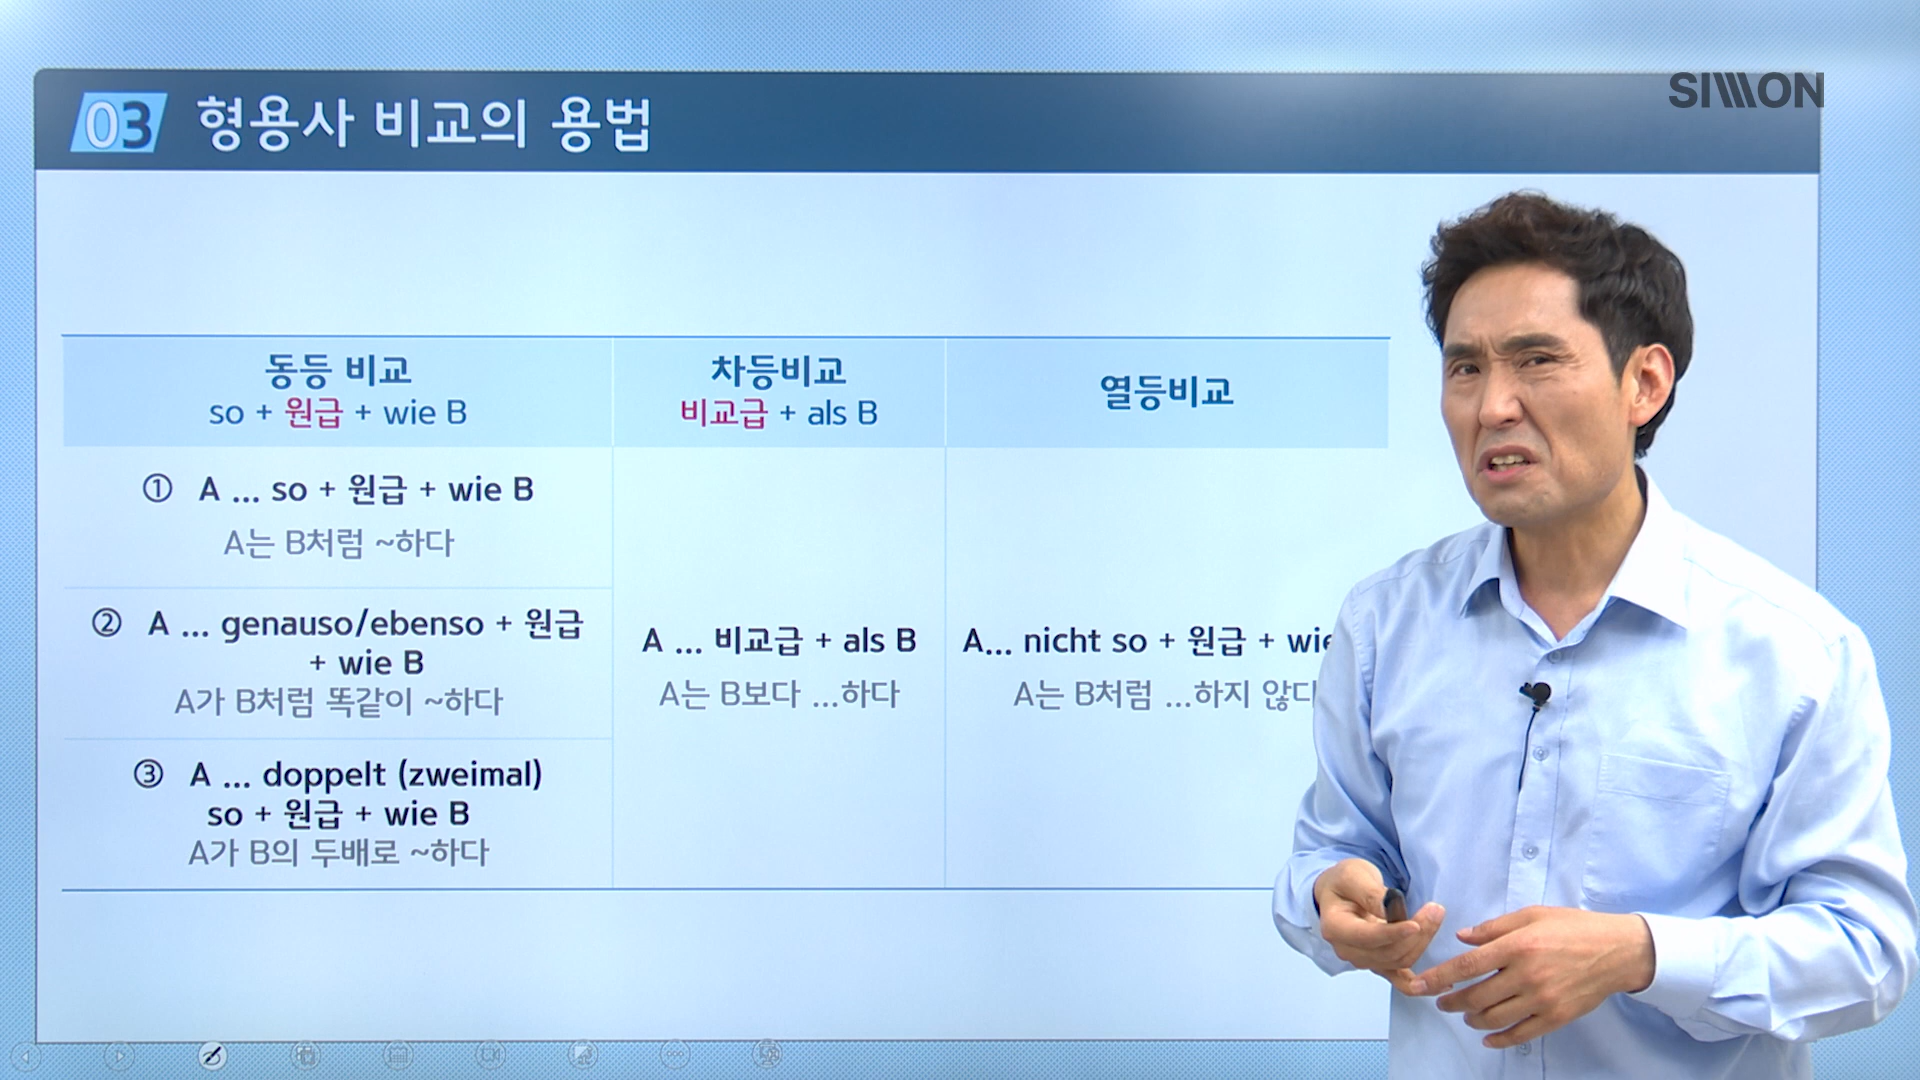 03 형용사 비교의 용법
SIMON
동등 비교
so + 원급 + wie B
차등비교
비교급 + als B
열등비교
① A ... so + 원급 + wie B
A는 B처럼 ~하다
② A ... genauso/ebenso + 원급
+ wie B
A가 B처럼 똑같이 ~하다
③ A ... doppelt (zweimal)
so + 원급 + wie B
A가 B의 두배로 ~하다
A ... 비교급 + als B
A는 B보다 ...하다
A... nicht so + 원급 + wie
A는 B처럼 ...하지 않다